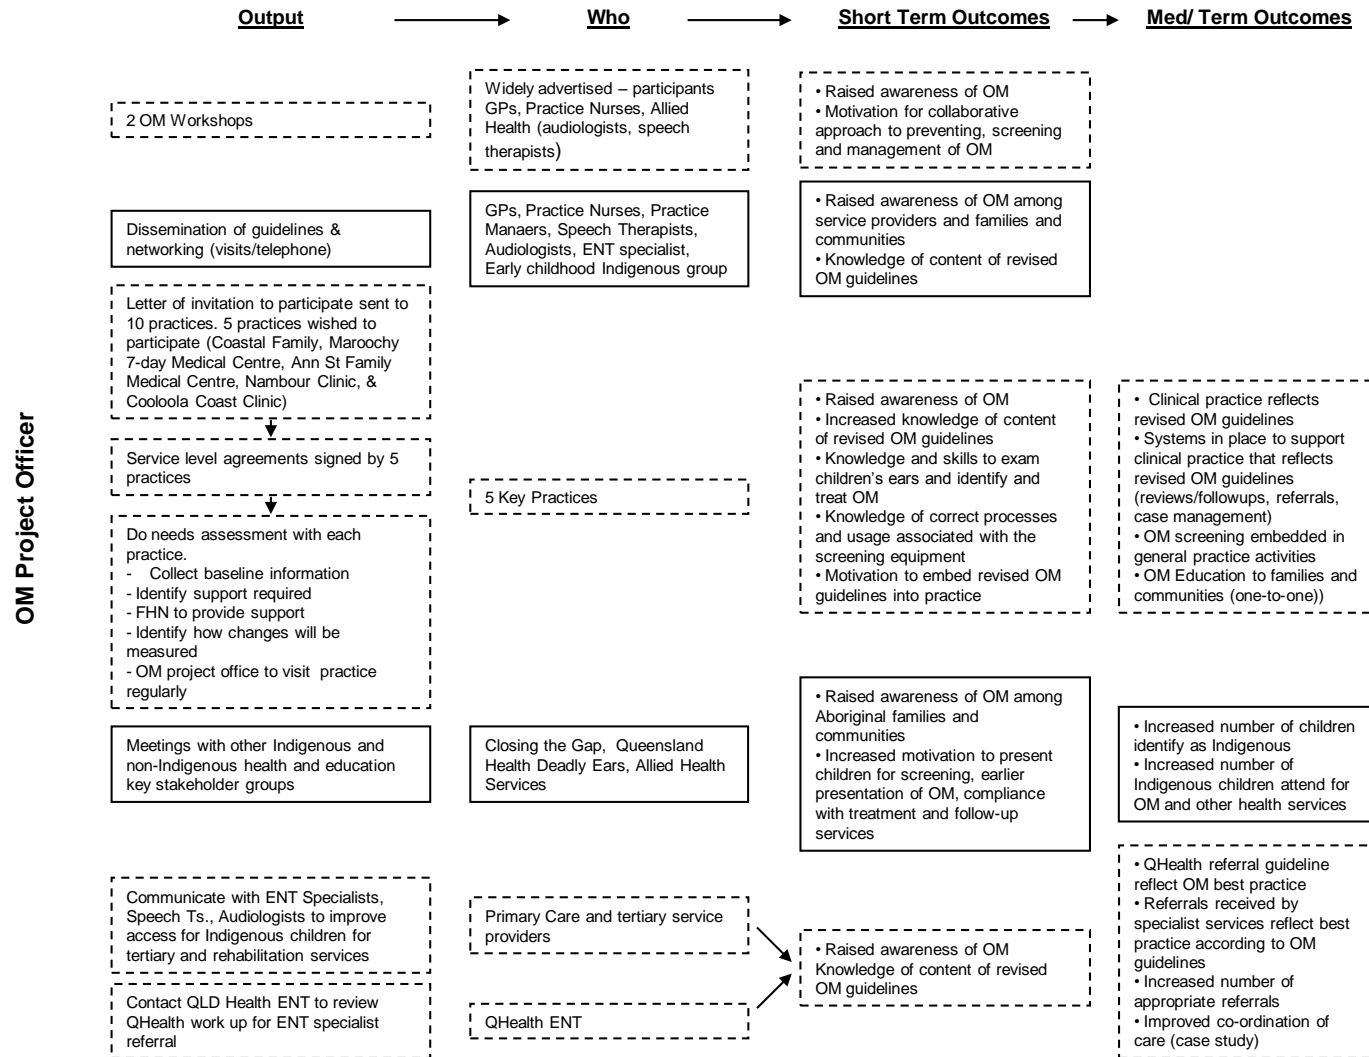 Output
Who
Short Term Outcomes
Med/ Term Outcomes
OM Project Officer
2 OM Workshops
Widely advertised – participants
GPs, Practice Nurses, Allied
Health (audiologists, speech
therapists)
• Raised awareness of OM
• Motivation for collaborative
approach to preventing, screening
and management of OM
Dissemination of guidelines &
networking (visits/telephone)
GPs, Practice Nurses, Practice
Manaers, Speech Therapists,
Audiologists, ENT specialist,
Early childhood Indigenous group
• Raised awareness of OM among
service providers and families and
communities
• Knowledge of content of revised
OM guidelines
Letter of invitation to participate sent to
10 practices. 5 practices wished to
participate (Coastal Family, Maroochy
7-day Medical Centre, Ann St Family
Medical Centre, Nambour Clinic, &
Cooloola Coast Clinic)
Service level agreements signed by 5
practices
Do needs assessment with each
practice.
- Collect baseline information
- Identify support required
- FHN to provide support
- Identify how changes will be
measured
- OM project office to visit practice
regularly
5 Key Practices
• Raised awareness of OM
• Increased knowledge of content
of revised OM guidelines
• Knowledge and skills to exam
children's ears and identify and
treat OM
• Knowledge of correct processes
and usage associated with the
screening equipment
• Motivation to embed revised OM
guidelines into practice
• Clinical practice reflects
revised OM guidelines
• Systems in place to support
clinical practice that reflects
revised OM guidelines
(reviews/followups, referrals,
case management)
• OM screening embedded in
general practice activities
• OM Education to families and
communities (one-to-one))
Meetings with other Indigenous and
non-Indigenous health and education
key stakeholder groups
Closing the Gap, Queensland
Health Deadly Ears, Allied Health
Services
• Raised awareness of OM among
Aboriginal families and
communities
• Increased motivation to present
children for screening, earlier
presentation of OM, compliance
with treatment and follow-up
services
• Increased number of children
identify as Indigenous
• Increased number of
Indigenous children attend for
OM and other health services
Communicate with ENT Specialists,
Speech Ts., Audiologists to improve
access for Indigenous children for
tertiary and rehabilitation services
Primary Care and tertiary service
providers
Contact QLD Health ENT to review
QHealth work up for ENT specialist
referral
QHealth ENT
• Raised awareness of OM
Knowledge of content of revised
OM guidelines
• QHealth referral guideline
reflect OM best practice
• Referrals received by
specialist services reflect best
practice according to OM
guidelines
• Increased number of
appropriate referrals
• Improved co-ordination of
care (case study)